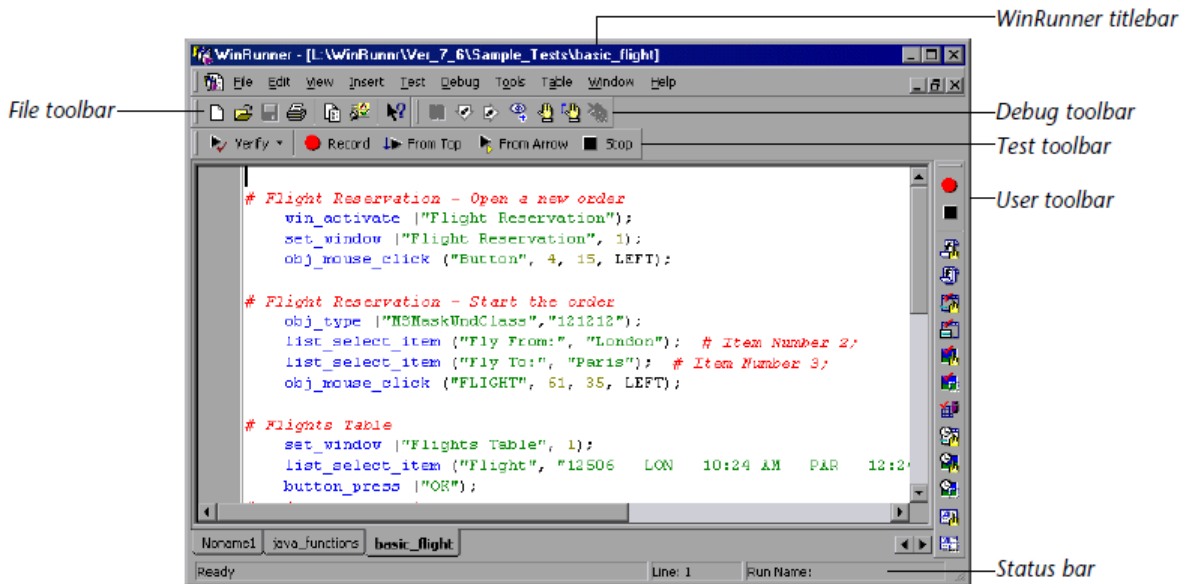 WinRunner titlebar
WinRunner - [L:\WinRunnr\Ver_7_6\Sample_Tests\basic_flight]
File Edit View Insert Test Debug Tools Table Window Help
File toolbar
Debug toolbar
Verify Record From Top From Arrow Stop
Test toolbar
User toolbar
# Flight Reservation - Open a new order
win_activate ("Flight Reservation");
set_window ("Flight Reservation", 1);
obj_mouse_click ("Button", 4, 15, LEFT);
# Flight Reservation - Start the order
obj_type ("MSMaskWndClass","121212");
list_select_item ("Fly From:", "London");  # Item Number 2;
list_select_item ("Fly To:", "Paris");  # Item Number 3;
obj_mouse_click ("FLIGHT", 61, 35, LEFT);
# Flights Table
set_window ("Flights Table", 1);
list_select_item ("Flight", "12506   LON   10:24 AM   PAR   12:2
button_press ("OK");
Noname1 java_functions basic_flight
Ready Line: 1 Run Name:
Status bar